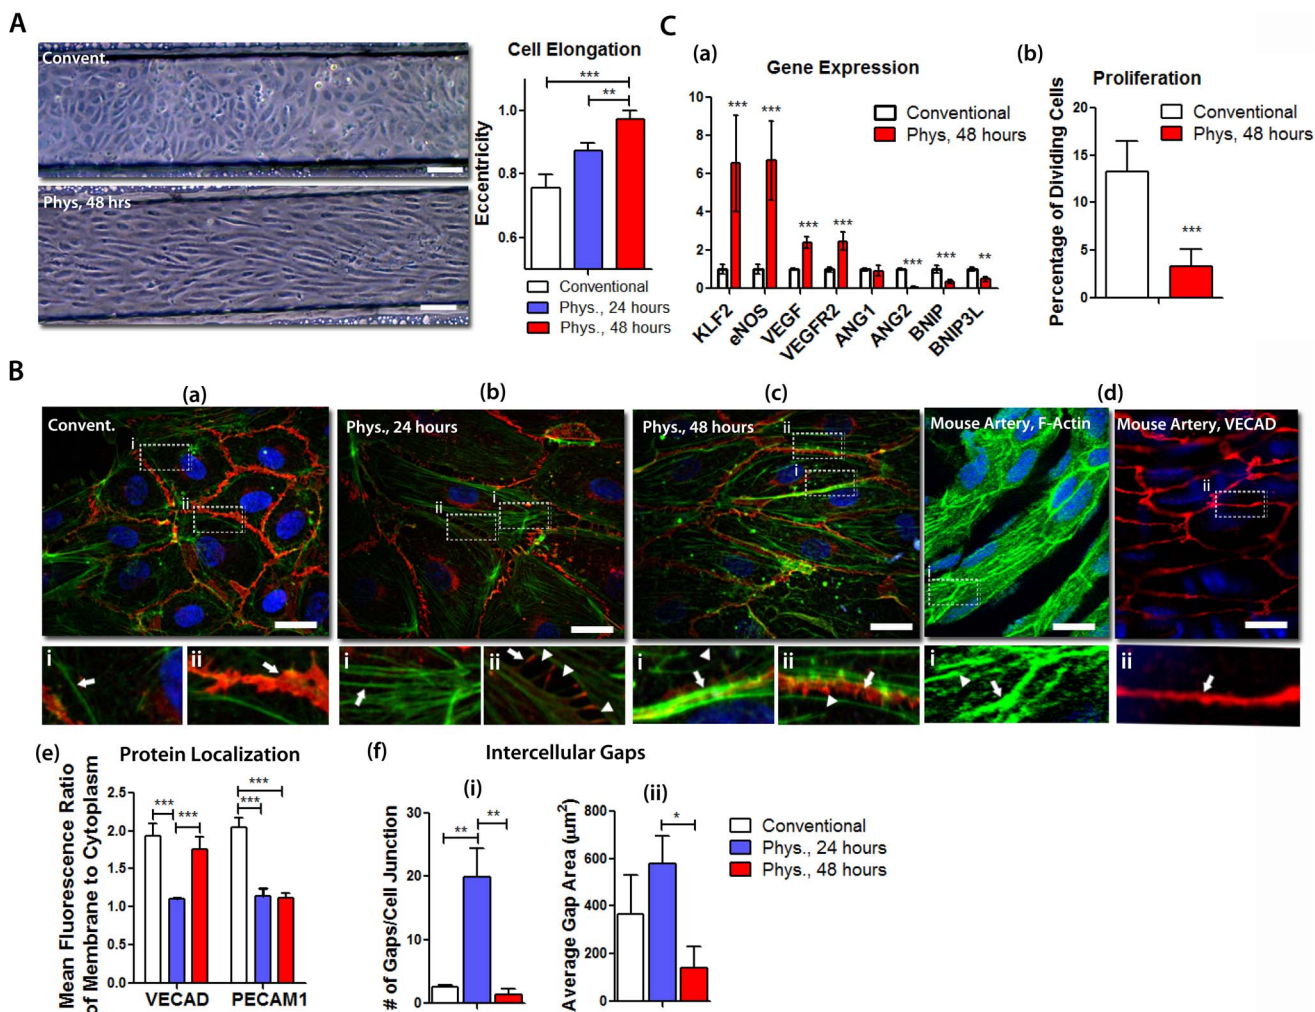 A
Convent.
Phys, 48 hrs
Cell Elongation
***
**
Eccentricity
1.0
0.8
0.6
Conventional
Phys., 24 hours
Phys., 48 hours
C
(a)
Gene Expression
10
8
6
4
2
0
*** *** *** *** *** *** **
Conventional
Phys, 48 hours
KLF2 eNOS VEGF VEGFR2 ANG1 ANG2 BNIP BNIP3L
(b)
Proliferation
Percentage of Dividing Cells
20
15
10
5
0
Conventional
Phys, 48 hours
***
B
(a)
Convent.
i
ii
i
ii
(b)
Phys., 24 hours
i
ii
i
ii
(c)
Phys., 48 hours
ii
i
i
ii
(d)
Mouse Artery, F-Actin
i
i
Mouse Artery, VECAD
ii
ii
(e)
Protein Localization
Mean Fluorescence Ratio
of Membrane to Cytoplasm
2.5
2.0
1.5
1.0
0.5
0.0
*** ***
***
***
VECAD PECAM1
(f)
Intercellular Gaps
(i)
# of Gaps/Cell Junction
30
20
10
0
** **
(ii)
Average Gap Area (µm²)
800
600
400
200
0
*
Conventional
Phys., 24 hours
Phys., 48 hours